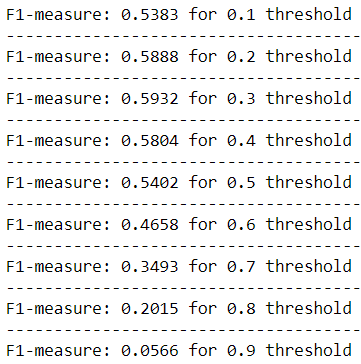 F1-measure: 0.5383 for 0.1 threshold
-------------------------------------
F1-measure: 0.5888 for 0.2 threshold
-------------------------------------
F1-measure: 0.5932 for 0.3 threshold
-------------------------------------
F1-measure: 0.5804 for 0.4 threshold
-------------------------------------
F1-measure: 0.5402 for 0.5 threshold
-------------------------------------
F1-measure: 0.4658 for 0.6 threshold
-------------------------------------
F1-measure: 0.3493 for 0.7 threshold
-------------------------------------
F1-measure: 0.2015 for 0.8 threshold
-------------------------------------
F1-measure: 0.0566 for 0.9 threshold